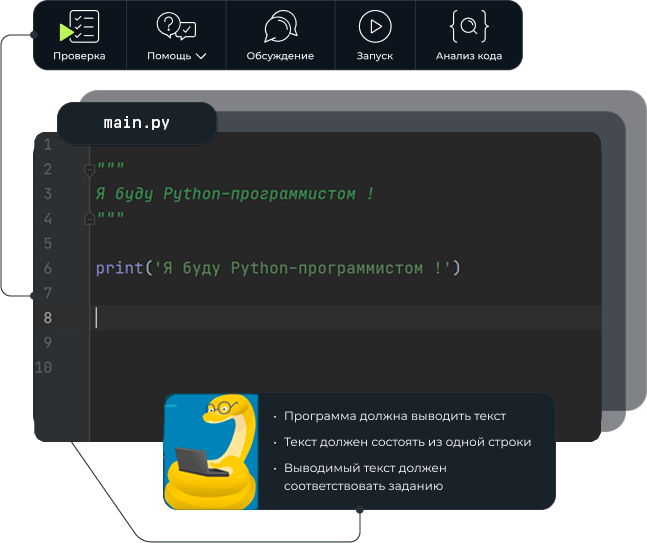 Проверка
Помощь
Обсуждение
Запуск
Анализ кода
main.py
1
2 """
3 Я буду Python-программистом !
4 """
5
6 print('Я буду Python-программистом !')
7
8
9
10
• Программа должна выводить текст
• Текст должен состоять из одной строки
• Выводимый текст должен
соответствовать заданию